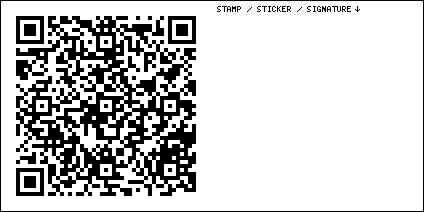 STAMP / STICKER / SIGNATURE ↓